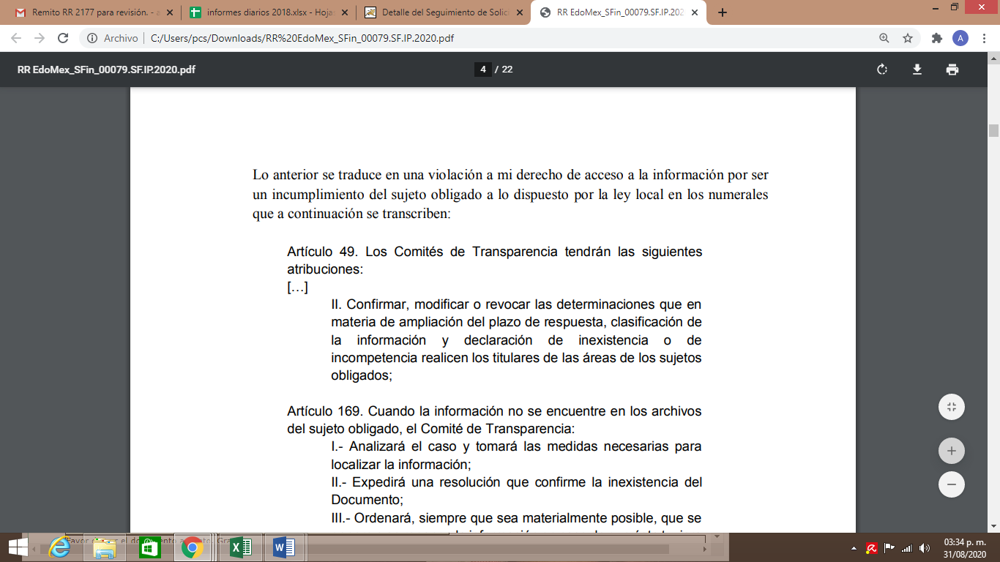 Remito RR 2177 para revisión. - a
informes diarios 2018.xlsx - Hoja
Detalle del Seguimiento de Solici
RR EdoMex_SFin_00079.SF.IP.202
Archivo
C:/Users/pcs/Downloads/RR%20EdoMex_SFin_00079.SF.IP.2020.pdf
A
RR EdoMex_SFin_00079.SF.IP.2020.pdf
4 / 22
Lo anterior se traduce en una violación a mi derecho de acceso a la información por ser
un incumplimiento del sujeto obligado a lo dispuesto por la ley local en los numerales
que a continuación se transcriben:
Artículo 49. Los Comités de Transparencia tendrán las siguientes
atribuciones:
[…]
II. Confirmar, modificar o revocar las determinaciones que en
materia de ampliación del plazo de respuesta, clasificación de
la información y declaración de inexistencia o de
incompetencia realicen los titulares de las áreas de los sujetos
obligados;
Artículo 169. Cuando la información no se encuentre en los archivos
del sujeto obligado, el Comité de Transparencia:
I.- Analizará el caso y tomará las medidas necesarias para
localizar la información;
II.- Expedirá una resolución que confirme la inexistencia del
Documento;
III.- Ordenará, siempre que sea materialmente posible, que se
03:34 p. m.
31/08/2020